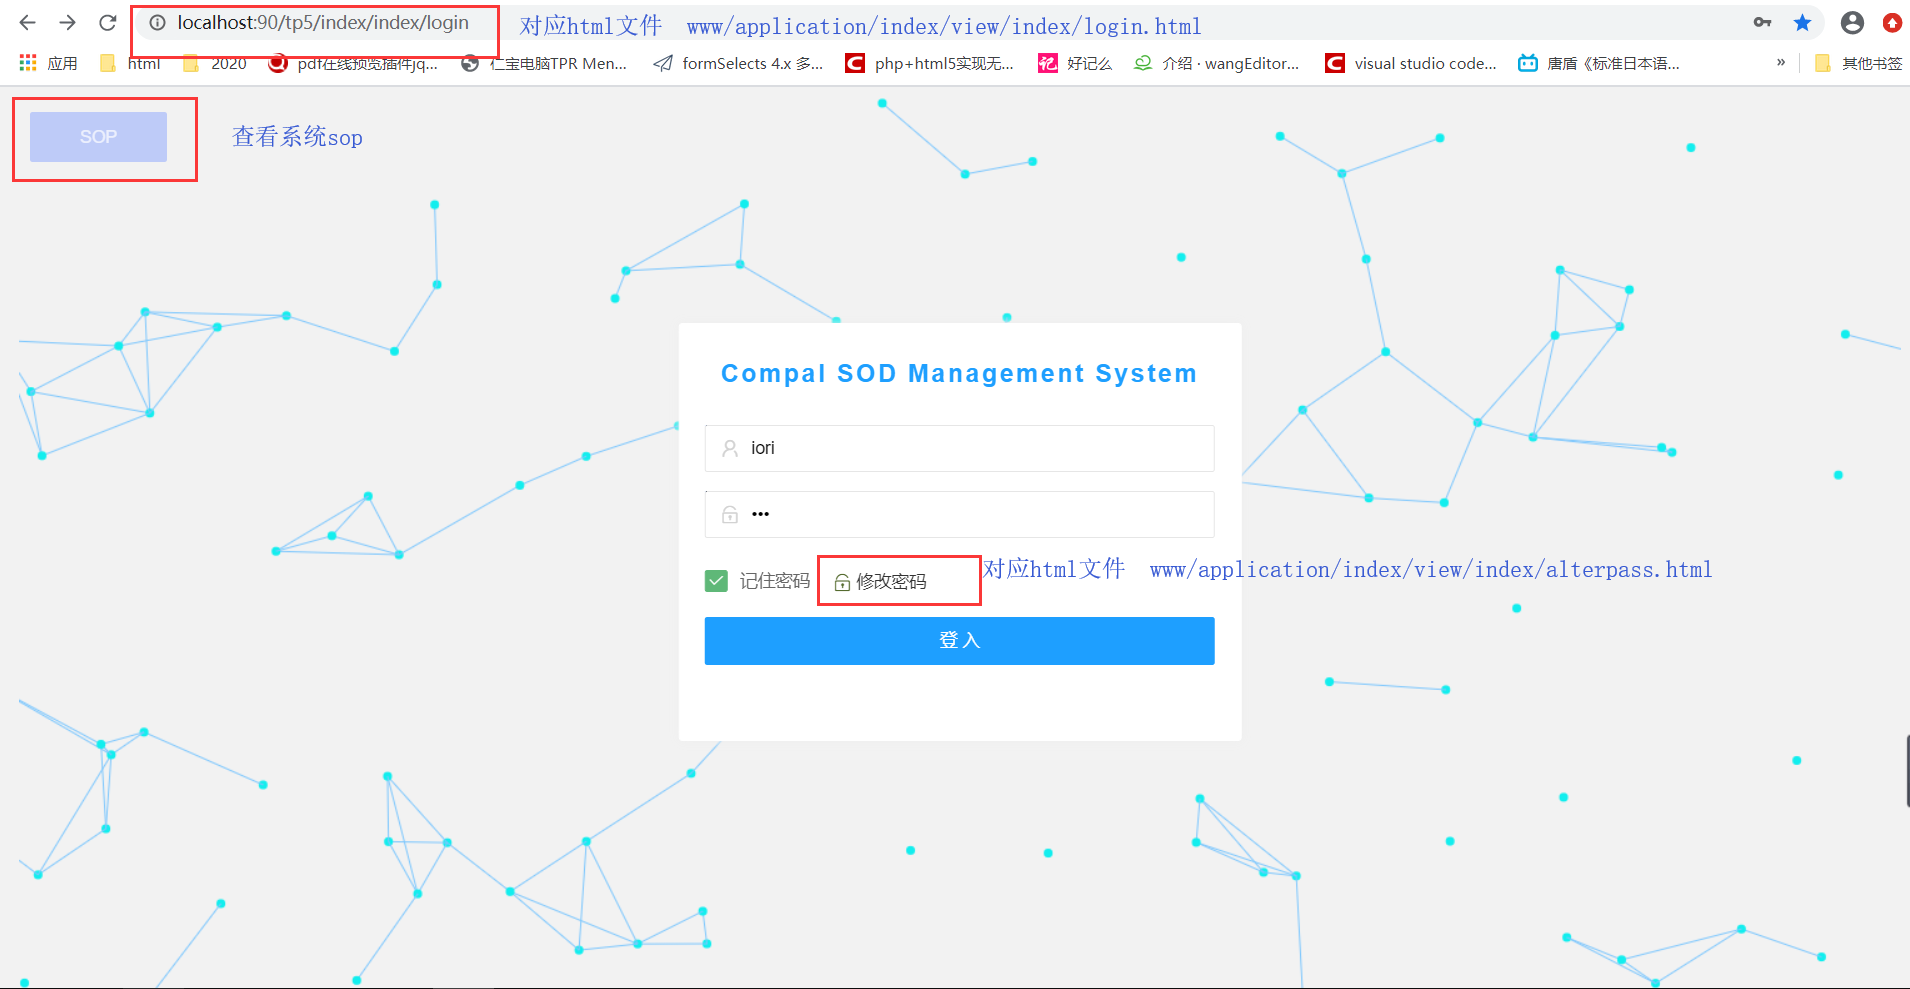 localhost:90/tp5/index/index/login
对应html文件 www/application/index/view/index/login.html
应用 html 2020 pdf在线预览插件jq... 仁宝电脑TPR Men... formSelects 4.x 多... php+html5实现无... 好记么 介绍 · wangEditor... visual studio code... 唐盾《标准日本语... » 其他书签
SOP
查看系统sop
Compal SOD Management System
iori
•••
记住密码 修改密码
对应html文件 www/application/index/view/index/alterpass.html
登入